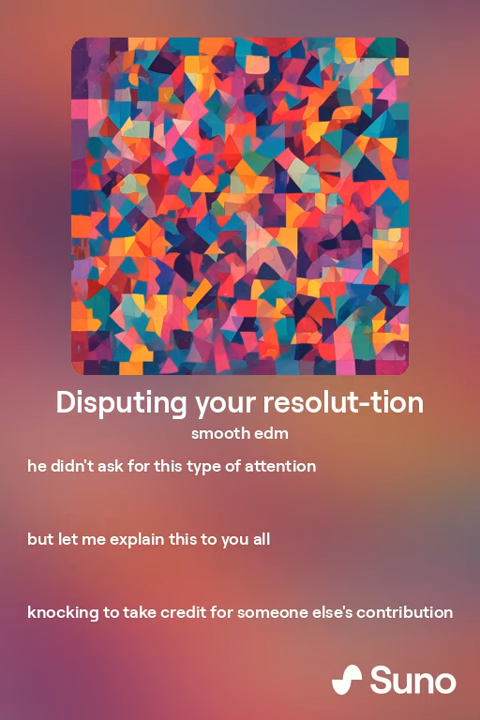 Disputing your resolut-tion
smooth edm
he didn't ask for this type of attention
but let me explain this to you all
knocking to take credit for someone else's contribution
Suno